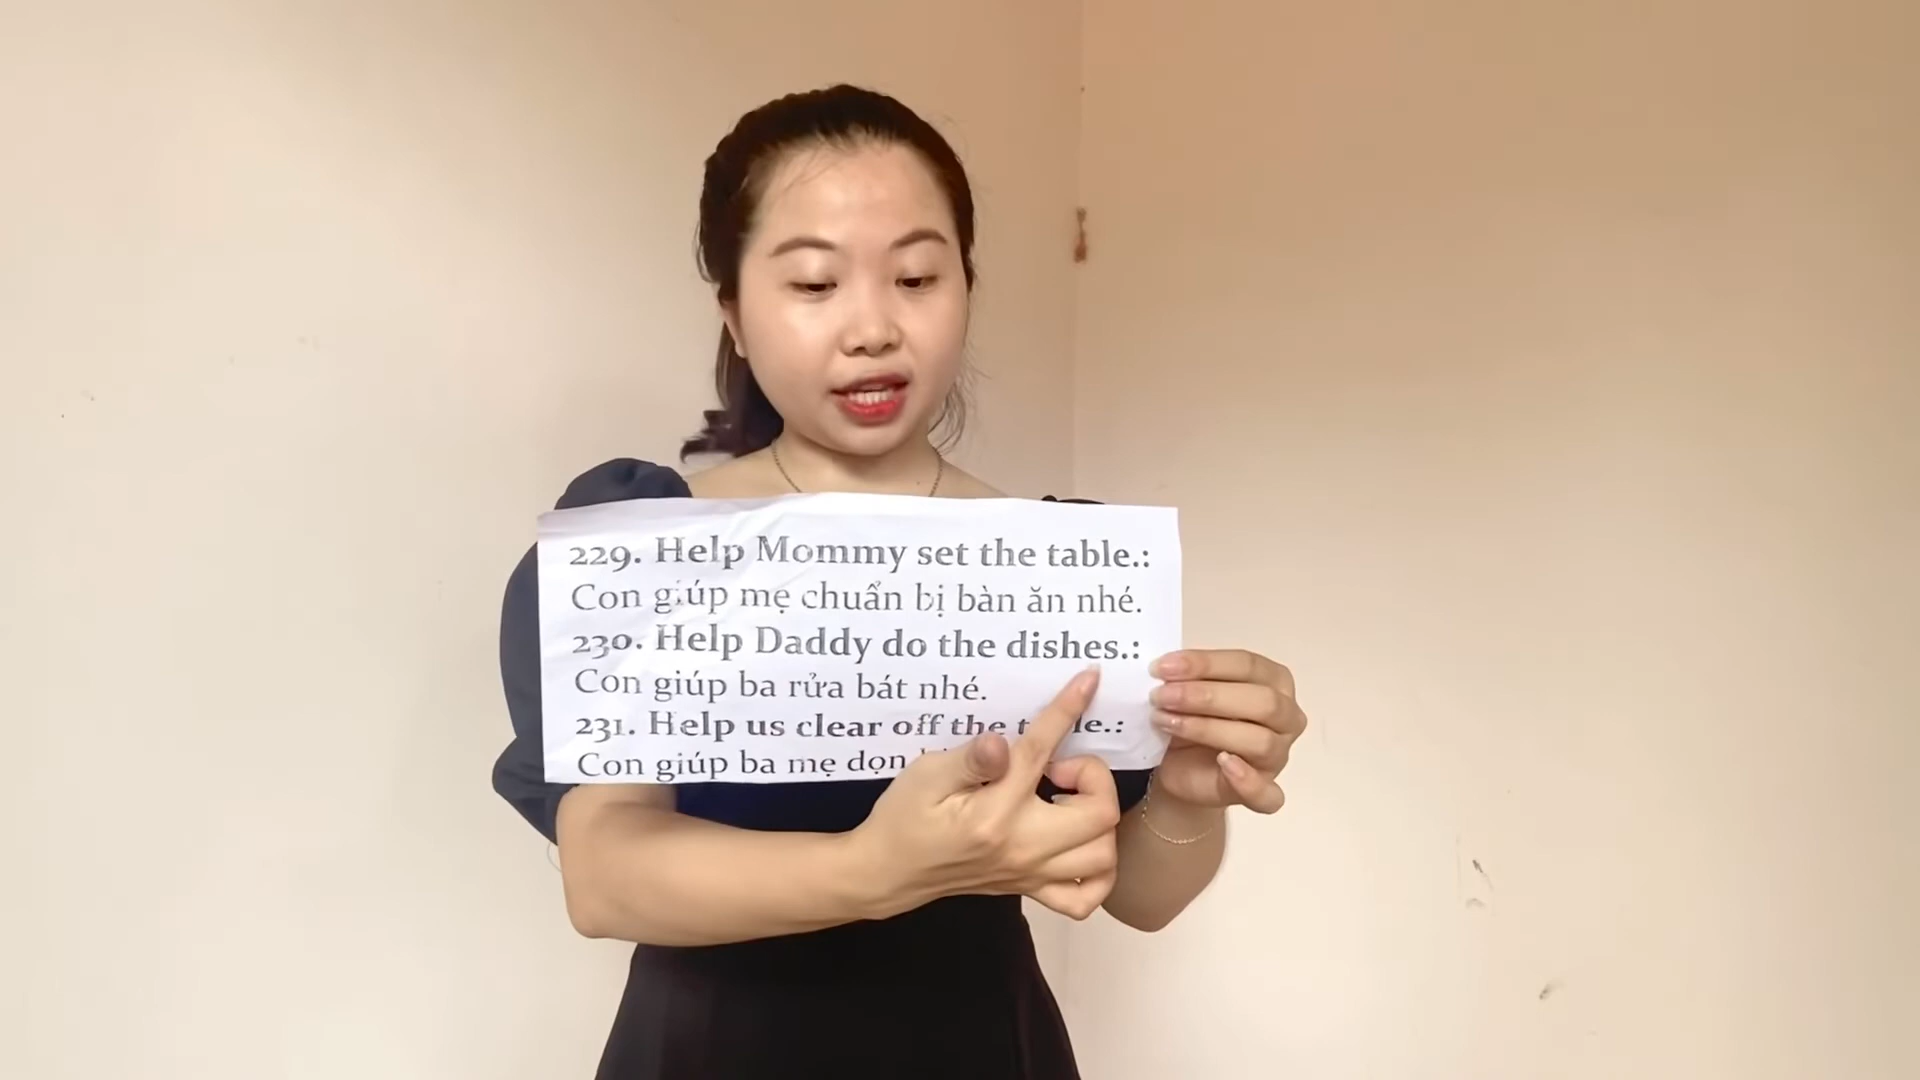 229. Help Mommy set the table.:
Con giúp mẹ chuẩn bị bàn ăn nhé.
230. Help Daddy do the dishes.:
Con giúp ba rửa bát nhé.
231. Help us clear off the table.:
Con giúp ba mẹ dọn